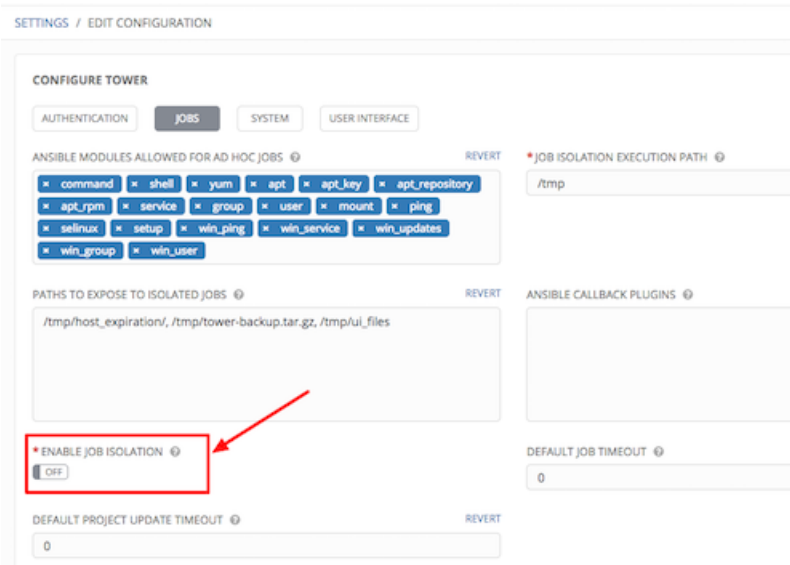 SETTINGS / EDIT CONFIGURATION
CONFIGURE TOWER
AUTHENTICATION JOBS SYSTEM USER INTERFACE
ANSIBLE MODULES ALLOWED FOR AD HOC JOBS REVERT
× command × shell × yum × apt × apt_key × apt_repository
× apt_rpm × service × group × user × mount × ping
× selinux × setup × win_ping × win_service × win_updates
× win_group × win_user
* JOB ISOLATION EXECUTION PATH
/tmp
PATHS TO EXPOSE TO ISOLATED JOBS REVERT
/tmp/host_expiration/, /tmp/tower-backup.tar.gz, /tmp/ui_files
ANSIBLE CALLBACK PLUGINS
* ENABLE JOB ISOLATION
OFF
DEFAULT JOB TIMEOUT
0
DEFAULT PROJECT UPDATE TIMEOUT REVERT
0